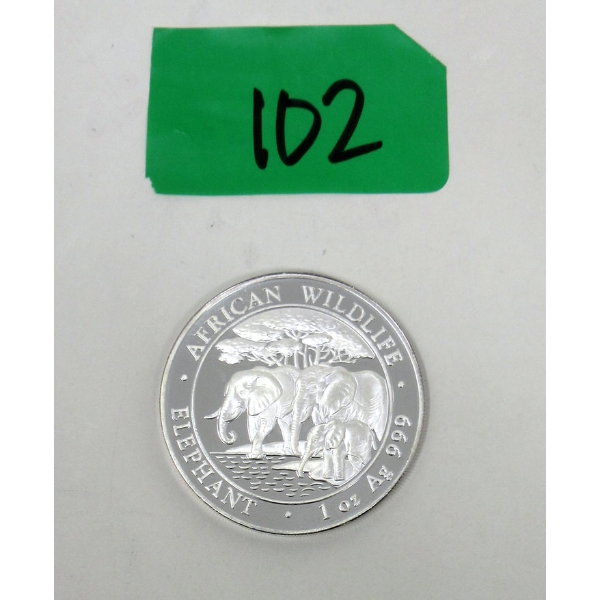 102
AFRICAN WILDLIFE
ELEPHANT
1 oz Ag 999